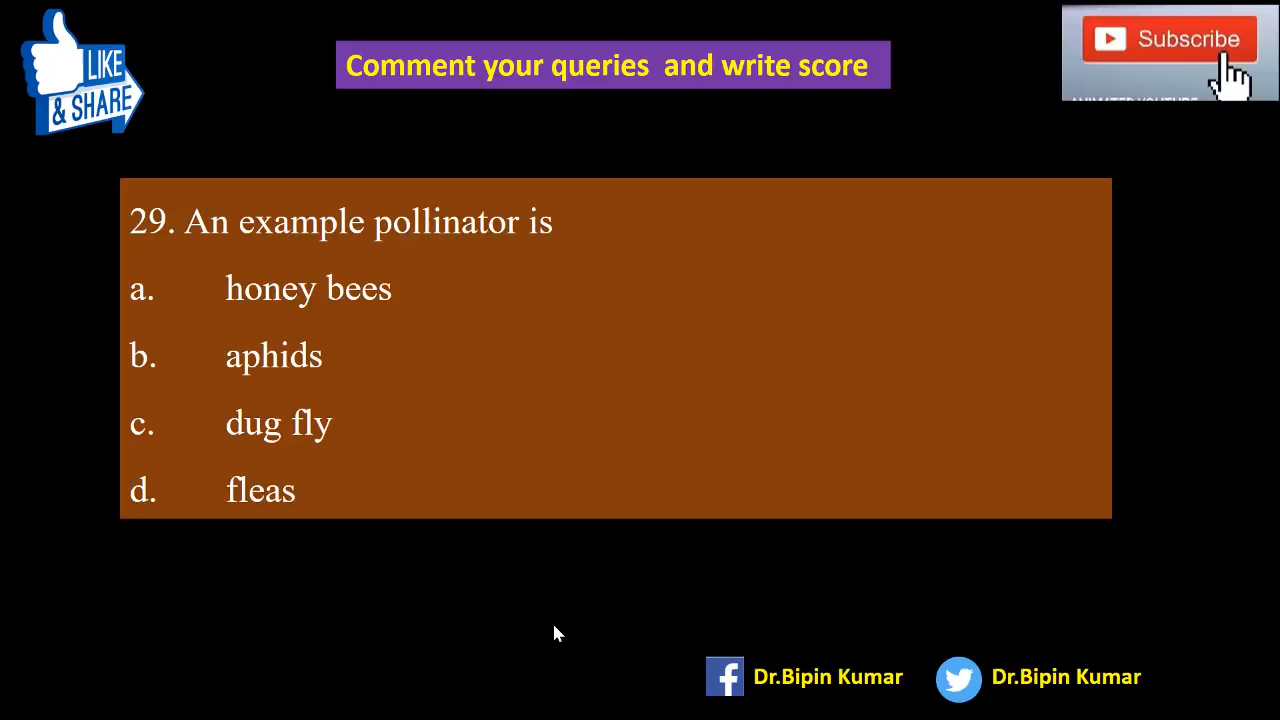 LIKE
& SHARE
Comment your queries and write score
Subscribe
29. An example pollinator is
a. honey bees
b. aphids
c. dug fly
d. fleas
Dr.Bipin Kumar
Dr.Bipin Kumar